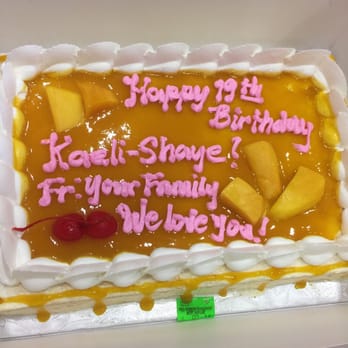 Happy 19th
Birthday
Kaeli-Shaye!
Fr: Your Family
We love you!